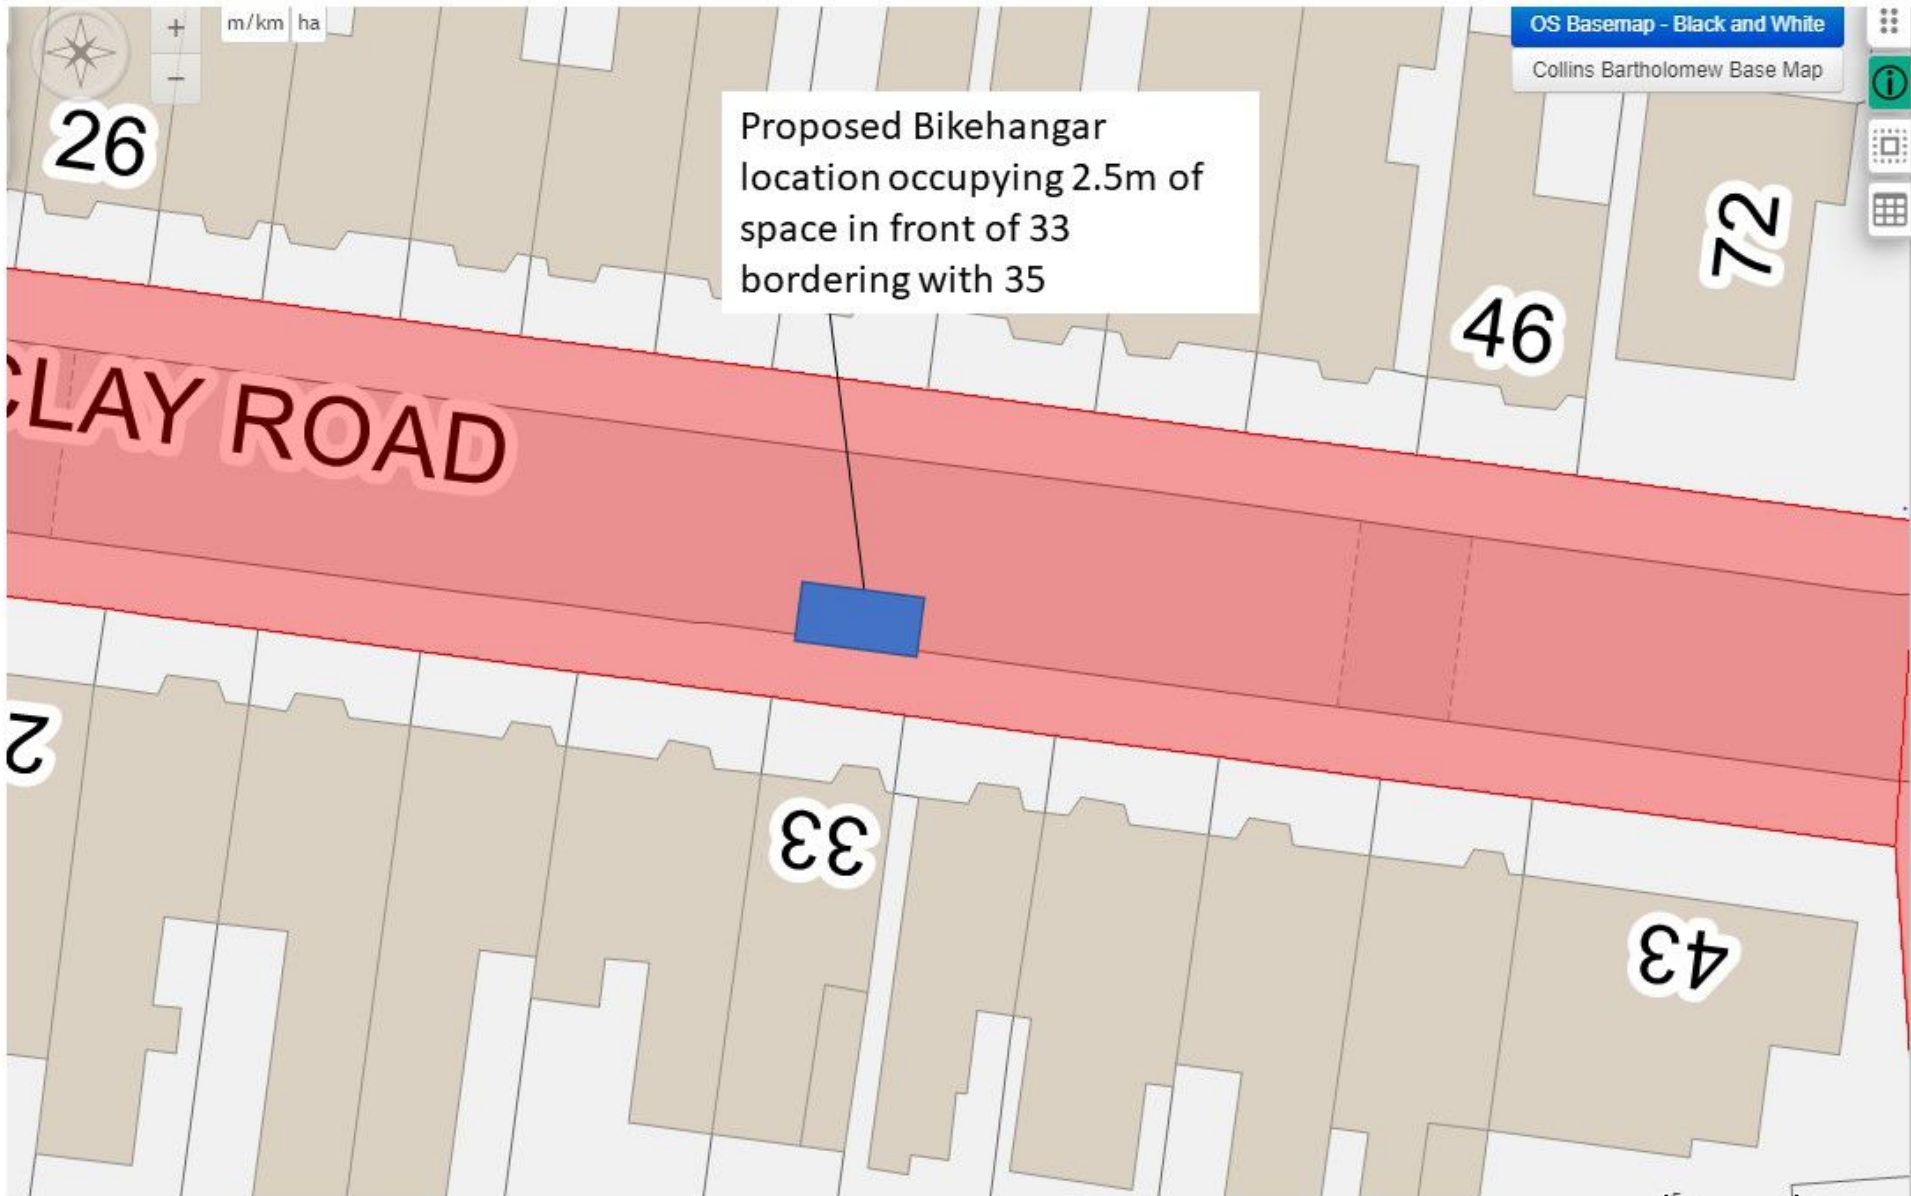 m/km ha
OS Basemap - Black and White
Collins Bartholomew Base Map
26
Proposed Bikehangar
location occupying 2.5m of
space in front of 33
bordering with 35
72
46
CLAY ROAD
2
33
43